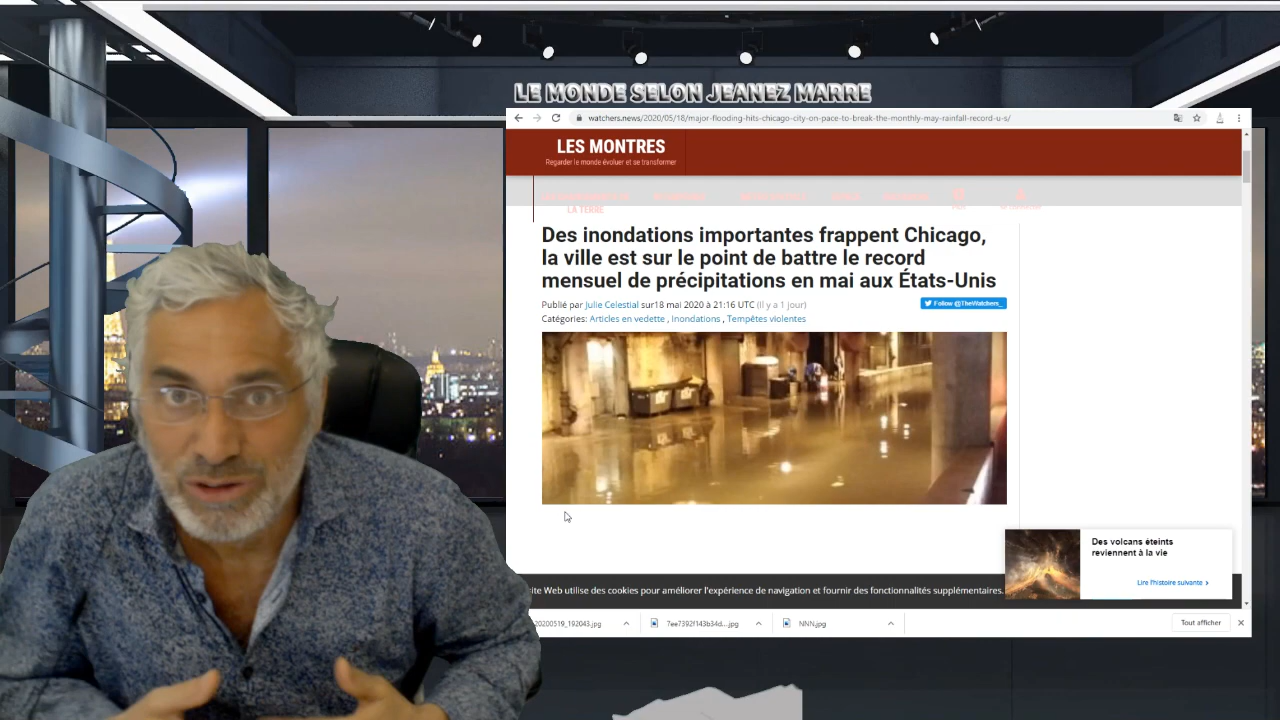 LE MONDE SELON JEANEZ MARRE
watchers.news/2020/05/18/major-flooding-hits-chicago-city-on-pace-to-break-the-monthly-may-rainfall-record-u-s/
LES MONTRES
Regarder le monde évoluer et se transformer
LA TERRE
Des inondations importantes frappent Chicago,
la ville est sur le point de battre le record
mensuel de précipitations en mai aux États-Unis
Publié par Julie Celestial sur18 mai 2020 à 21:16 UTC (Il y a 1 jour)
Follow @TheWatchers_
Catégories: Articles en vedette , Inondations , Tempêtes violentes
Des volcans éteints
reviennent à la vie
Lire l'histoire suivante >
ite Web utilise des cookies pour améliorer l'expérience de navigation et fournir des fonctionnalités supplémentaires.
20200519_192043.jpg
7ee7392f143b34d....jpg
NNN.jpg
Tout afficher